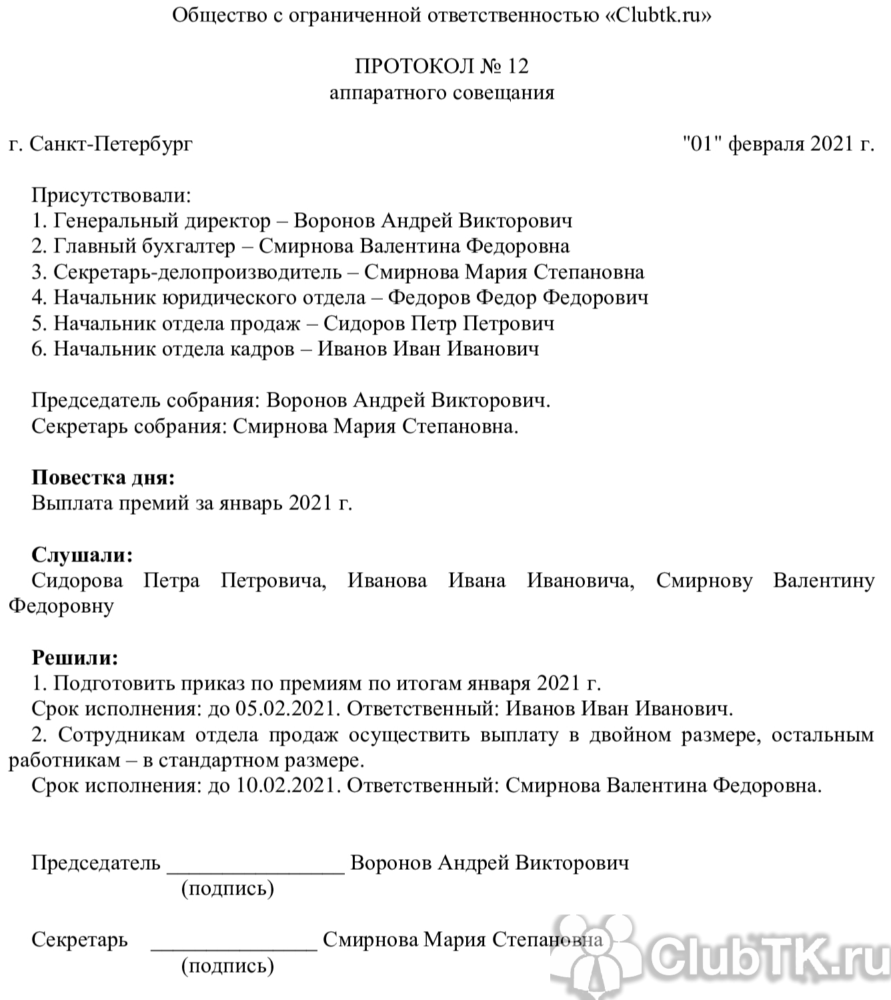 Общество с ограниченной ответственностью «Clubtk.ru»
ПРОТОКОЛ № 12
аппаратного совещания
г. Санкт-Петербург "01" февраля 2021 г.
Присутствовали:
1. Генеральный директор – Воронов Андрей Викторович
2. Главный бухгалтер – Смирнова Валентина Федоровна
3. Секретарь-делопроизводитель – Смирнова Мария Степановна
4. Начальник юридического отдела – Федоров Федор Федорович
5. Начальник отдела продаж – Сидоров Петр Петрович
6. Начальник отдела кадров – Иванов Иван Иванович
Председатель собрания: Воронов Андрей Викторович.
Секретарь собрания: Смирнова Мария Степановна.
Повестка дня:
Выплата премий за январь 2021 г.
Слушали:
Сидорова Петра Петровича, Иванова Ивана Ивановича, Смирнову Валентину
Федоровну
Решили:
1. Подготовить приказ по премиям по итогам января 2021 г.
Срок исполнения: до 05.02.2021. Ответственный: Иванов Иван Иванович.
2. Сотрудникам отдела продаж осуществить выплату в двойном размере, остальным
работникам – в стандартном размере.
Срок исполнения: до 10.02.2021. Ответственный: Смирнова Валентина Федоровна.
Председатель ________________ Воронов Андрей Викторович
(подпись)
Секретарь _______________ Смирнова Мария Степановна
(подпись)
ClubTK.ru